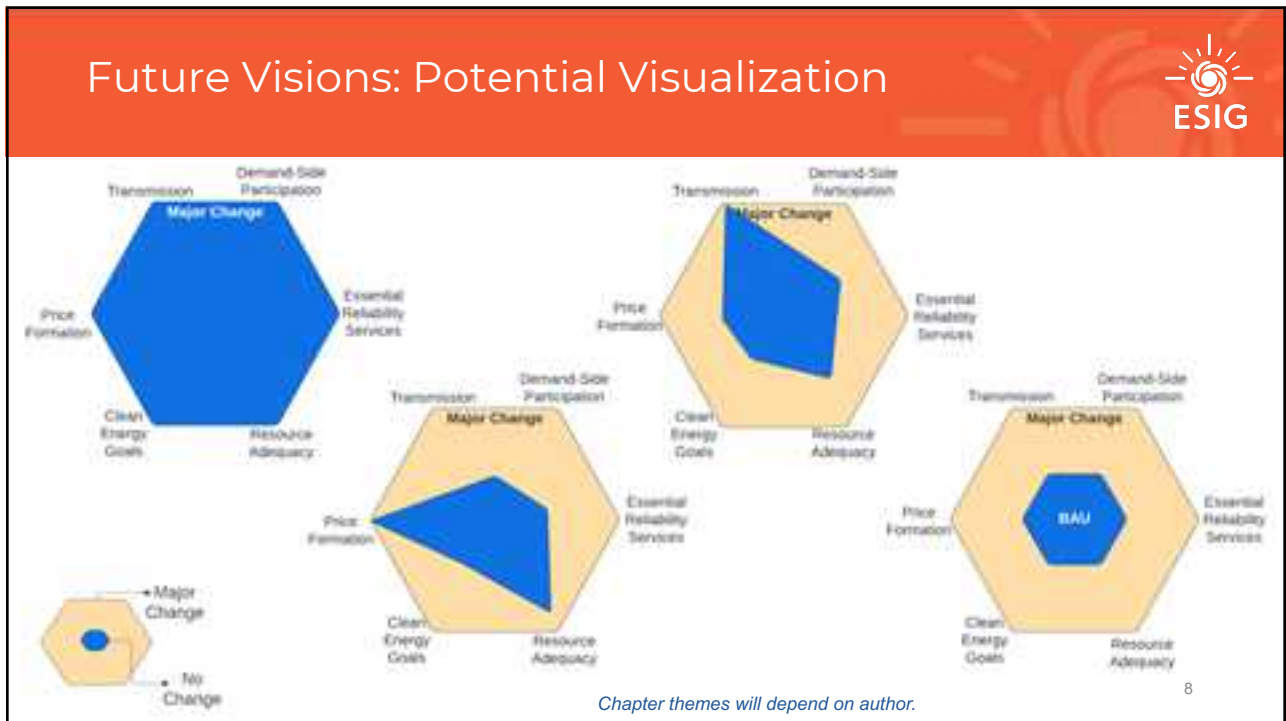 Future Visions: Potential Visualization
ESIG
Transmission
Demand-Side
Participation
Major Change
Price
Formation
Essential
Reliability
Services
Clean
Energy
Goals
Resource
Adequacy
Transmission
Demand-Side
Participation
Major Change
Price
Formation
Essential
Reliability
Services
Clean
Energy
Goals
Resource
Adequacy
Transmission
Demand-Side
Participation
Major Change
Price
Formation
Essential
Reliability
Services
Clean
Energy
Goals
Resource
Adequacy
Transmission
Demand-Side
Participation
Major Change
Price
Formation
BAU
Essential
Reliability
Services
Clean
Energy
Goals
Resource
Adequacy
Major
Change
No
Change
Chapter themes will depend on author.
8